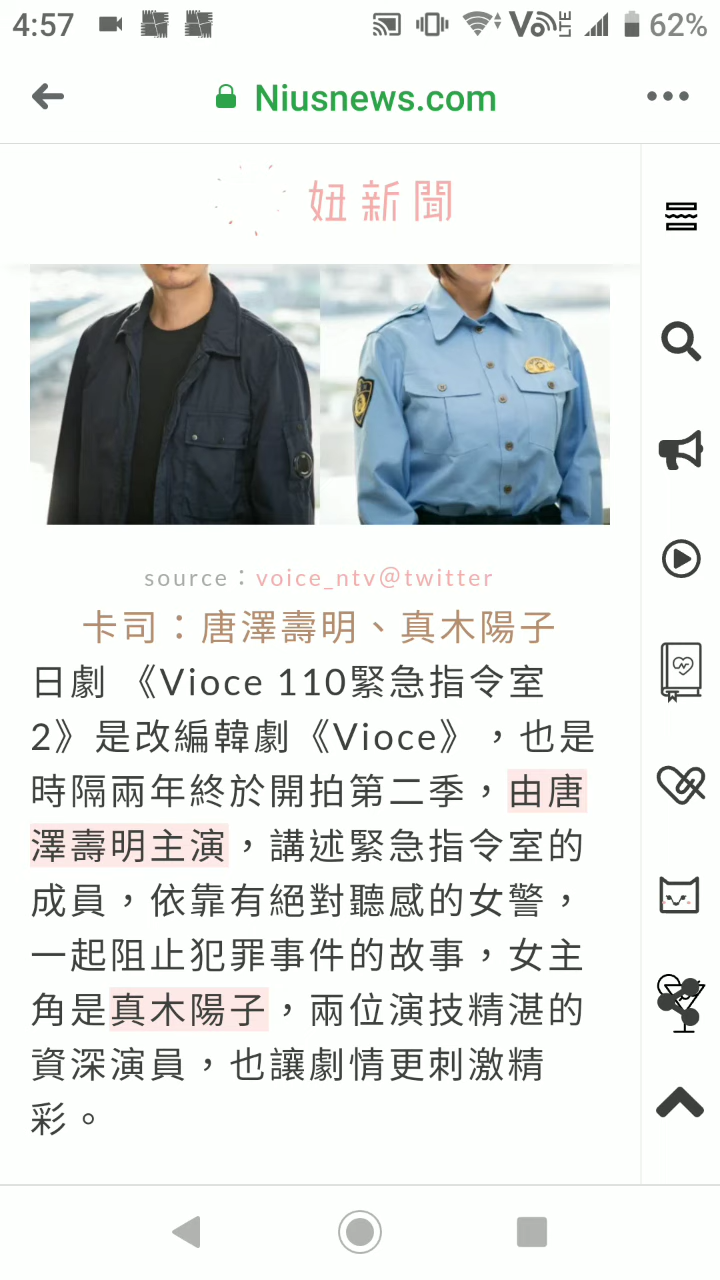 4:57
LTE
62%
Niusnews.com
妞新聞
source：voice_ntv@twitter
卡司：唐澤壽明、真木陽子
日劇 《Vioce 110緊急指令室
2》是改編韓劇《Vioce》，也是
時隔兩年終於開拍第二季，由唐
澤壽明主演，講述緊急指令室的
成員，依靠有絕對聽感的女警，
一起阻止犯罪事件的故事，女主
角是真木陽子，兩位演技精湛的
資深演員，也讓劇情更刺激精
彩。